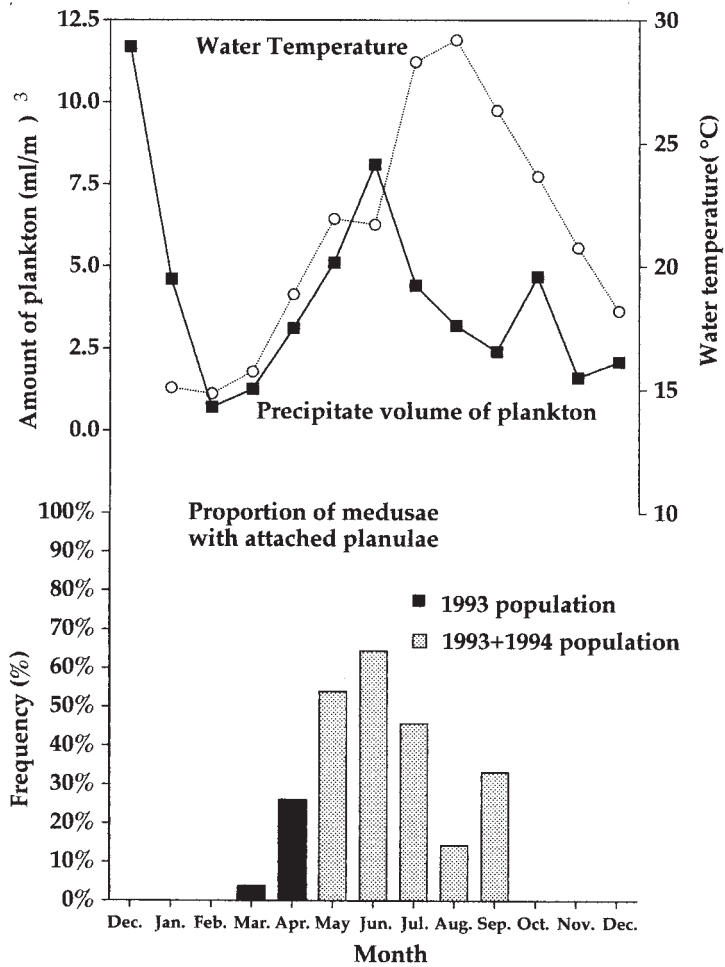 12.5
10.0
7.5
5.0
2.5
0.0
Amount of plankton (ml/m ) 3
Water Temperature
30
25
20
15
10
Water temperature( °C)
Precipitate volume of plankton
Proportion of medusae
with attached planulae
1993 population
1993+1994 population
100%
90%
80%
70%
60%
50%
40%
30%
20%
10%
0%
Frequency (%)
Dec. Jan. Feb. Mar. Apr. May Jun. Jul. Aug. Sep. Oct. Nov. Dec.
Month